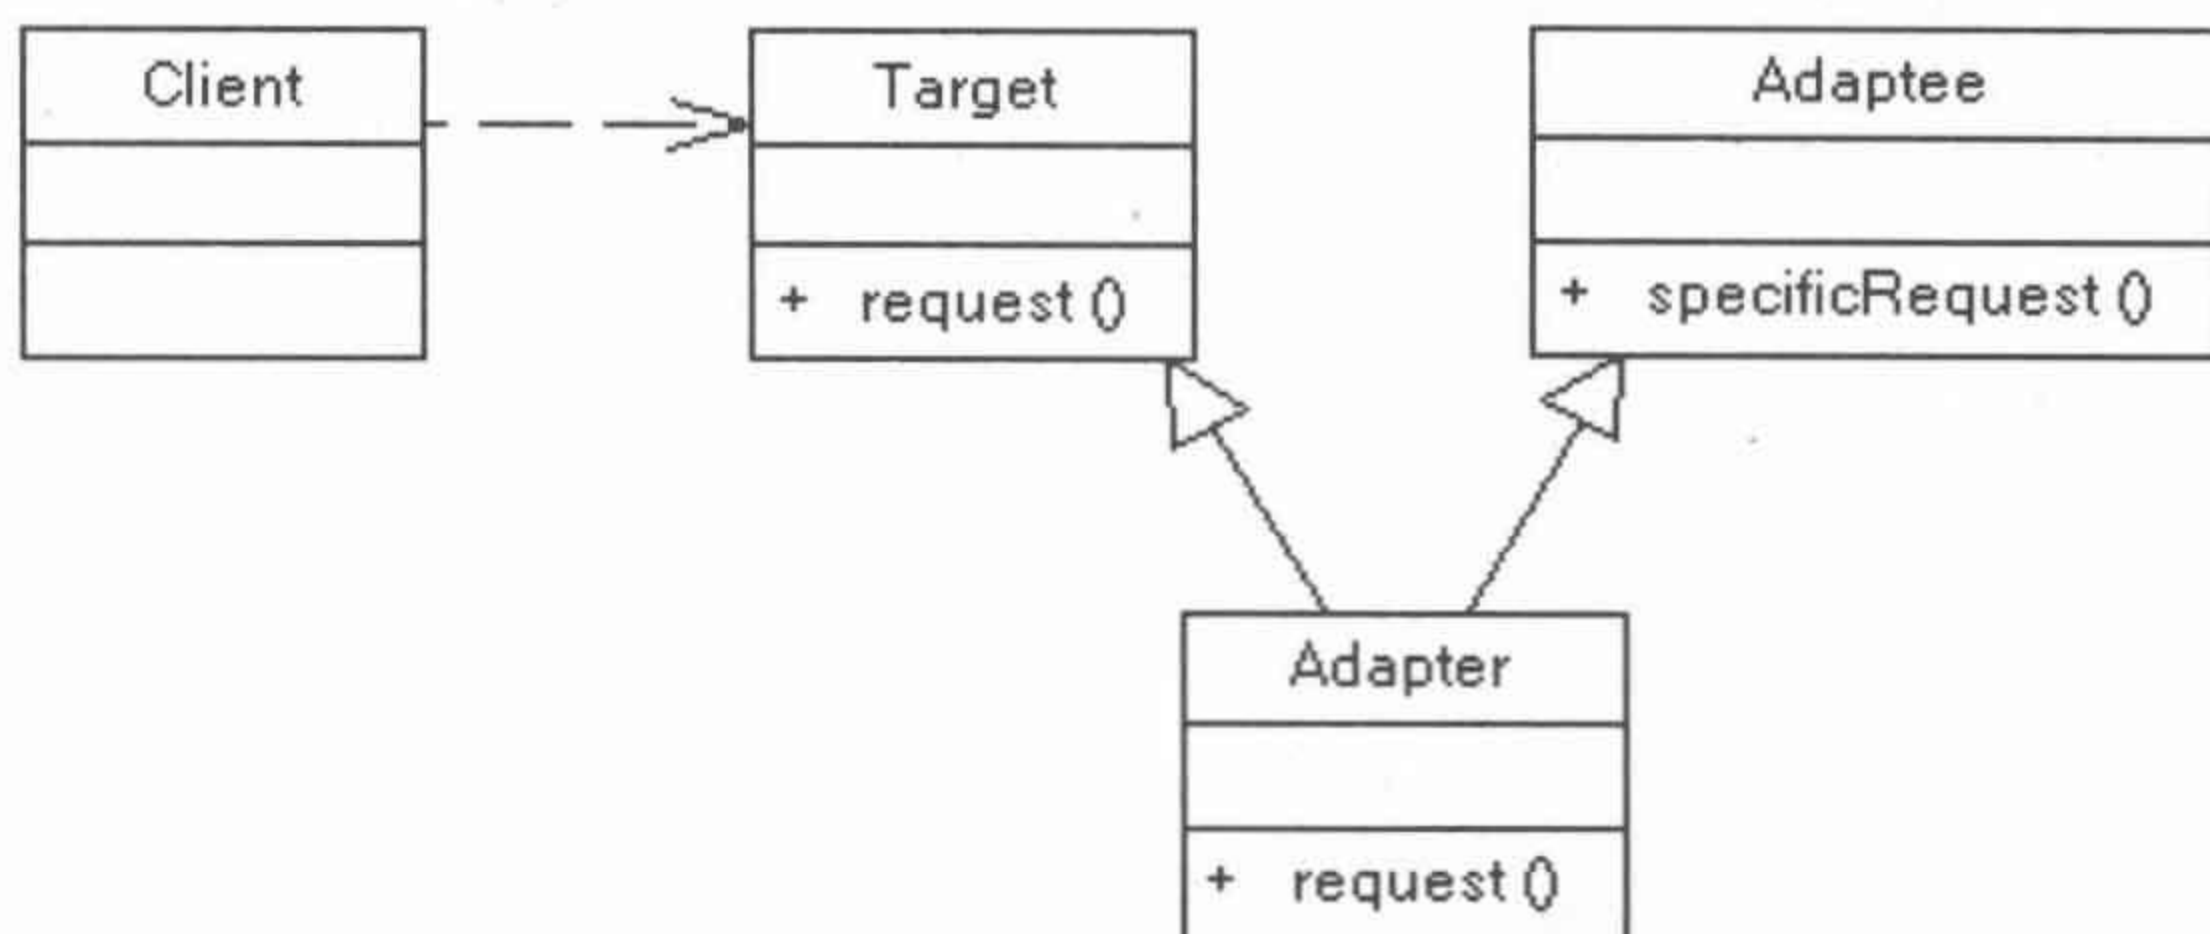 Client
Target
+ request ()
Adaptee
+ specificRequest ()
Adapter
+ request ()